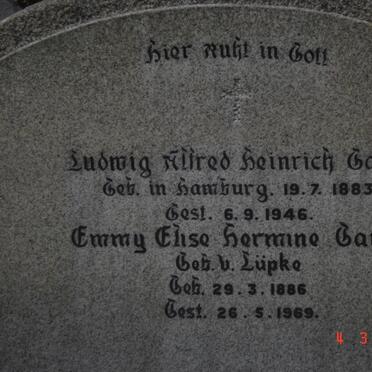 Hier ruht in Gott
Ludwig Alfred Heinrich
Geb. in Hamburg. 19.7. 1883
Gest. 6.9.1946.
Emmy Elise Hermine
Geb. v. Lüpke
Geb. 29.3.1886
Gest. 26.5.1969.
4 3